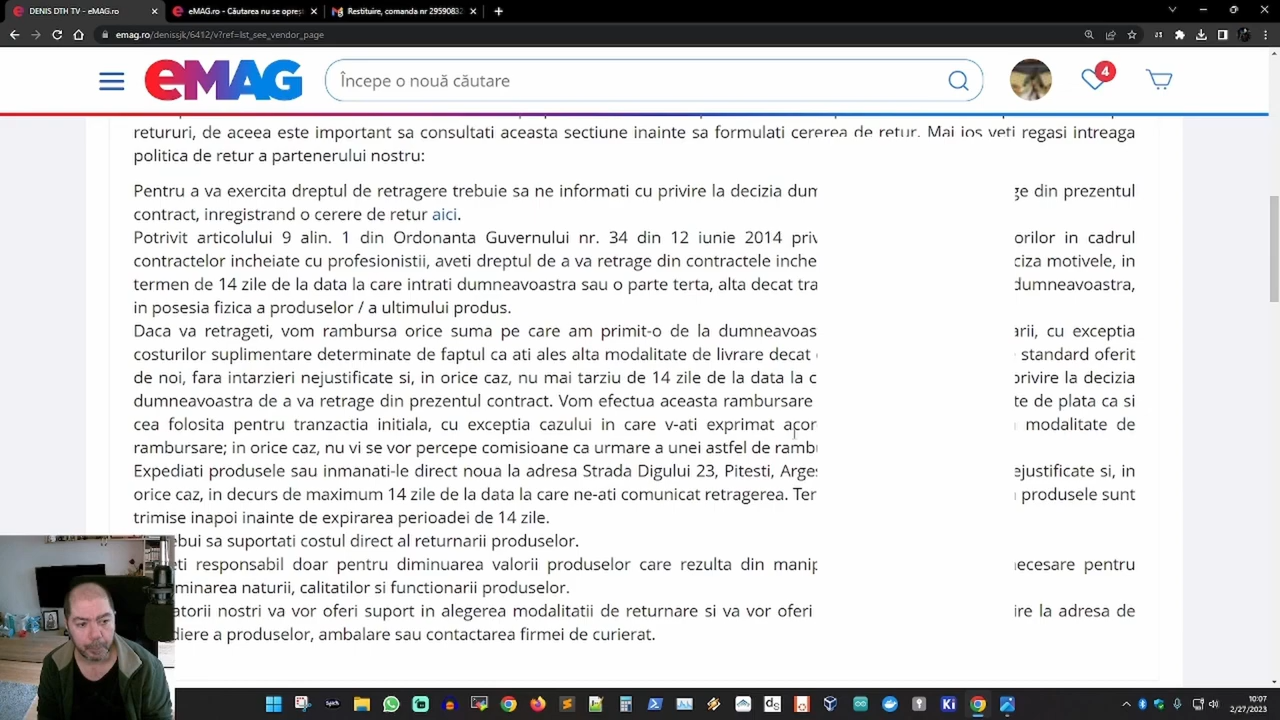 DENIS DTH TV - eMAG.ro
eMAG.ro - Căutarea nu se opreș
Restituire, comanda nr 29590832
emag.ro/denissjk/6412/v?ref=lst_see_vendor_page
eMAG
Începe o nouă căutare
4
retururi, de aceea este important sa consultati aceasta sectiune inainte sa formulati cererea de retur. Mai jos veti regasi intreaga
politica de retur a partenerului nostru:
Pentru a va exercita dreptul de retragere trebuie sa ne informati cu privire la decizia dum ge din prezentul
contract, inregistrand o cerere de retur aici.
Potrivit articolului 9 alin. 1 din Ordonanta Guvernului nr. 34 din 12 iunie 2014 priv orilor in cadrul
contractelor incheiate cu profesionistii, aveti dreptul de a va retrage din contractele inche ciza motivele, in
termen de 14 zile de la data la care intrati dumneavoastra sau o parte terta, alta decat tra dumneavoastra,
in posesia fizica a produselor / a ultimului produs.
Daca va retrageti, vom rambursa orice suma pe care am primit-o de la dumneavoas arii, cu exceptia
costurilor suplimentare determinate de faptul ca ati ales alta modalitate de livrare decat standard oferit
de noi, fara intarzieri nejustificate si, in orice caz, nu mai tarziu de 14 zile de la data la c privire la decizia
dumneavoastra de a va retrage din prezentul contract. Vom efectua aceasta rambursare te de plata ca si
cea folosita pentru tranzactia initiala, cu exceptia cazului in care v-ati exprimat acor modalitate de
rambursare; in orice caz, nu vi se vor percepe comisioane ca urmare a unei astfel de rambu
Expediati produsele sau inmanati-le direct noua la adresa Strada Digului 23, Pitesti, Arges ejustificate si, in
orice caz, in decurs de maximum 14 zile de la data la care ne-ati comunicat retragerea. Ter produsele sunt
trimise inapoi inainte de expirarea perioadei de 14 zile.
ebui sa suportati costul direct al returnarii produselor.
eti responsabil doar pentru diminuarea valorii produselor care rezulta din manip necesare pentru
minarea naturii, calitatilor si functionarii produselor.
atorii nostri va vor oferi suport in alegerea modalitatii de returnare si va vor oferi ire la adresa de
diere a produselor, ambalare sau contactarea firmei de curierat.
10:07
2/27/2023